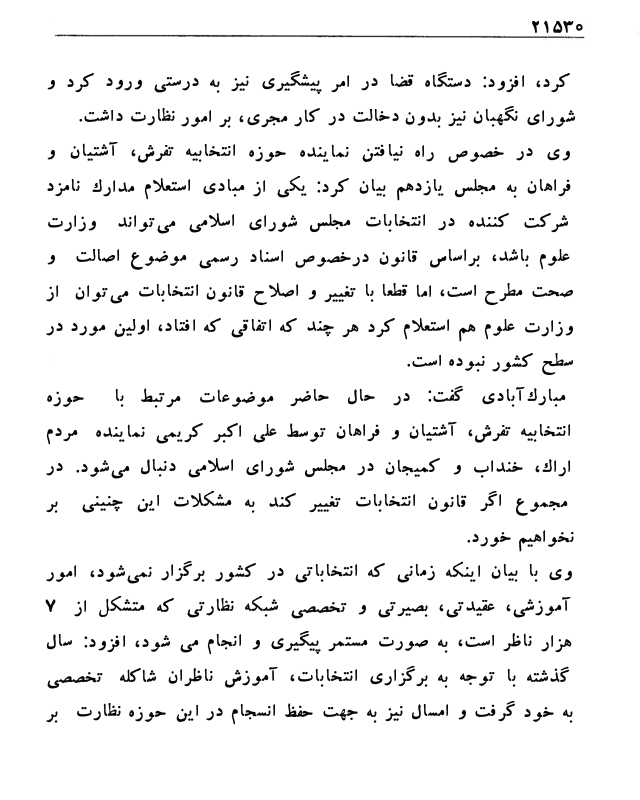 ۲۱۵۳۰
کرد، افزود: دستگاه قضا در امر پیشگیری نیز به درستی ورود کرد و
شورای نگهبان نیز بدون دخالت در کار مجری، بر امور نظارت داشت.
وی در خصوص راه نیافتن نماینده حوزه انتخابیه تفرش، آشتیان و
فراهان به مجلس یازدهم بیان کرد: یکی از مبادی استعلام مدارك نامزد
شرکت کننده در انتخابات مجلس شورای اسلامی می‌تواند وزارت
علوم باشد، براساس قانون درخصوص اسناد رسمی موضوع اصالت و
صحت مطرح است، اما قطعا با تغییر و اصلاح قانون انتخابات می‌توان از
وزارت علوم هم استعلام کرد هر چند که اتفاقی که افتاد، اولین مورد در
سطح کشور نبوده است.
مبارك‌آبادی گفت: در حال حاضر موضوعات مرتبط با حوزه
انتخابیه تفرش، آشتیان و فراهان توسط علی اکبر کریمی نماینده مردم
اراك، خنداب و کمیجان در مجلس شورای اسلامی دنبال می‌شود. در
مجموع اگر قانون انتخابات تغییر کند به مشکلات این چنینی بر
نخواهیم خورد.
وی با بیان اینکه زمانی که انتخاباتی در کشور برگزار نمی‌شود، امور
آموزشی، عقیدتی، بصیرتی و تخصصی شبکه نظارتی که متشکل از ۷
هزار ناظر است، به صورت مستمر پیگیری و انجام می شود، افزود: سال
گذشته با توجه به برگزاری انتخابات، آموزش ناظران شاکله تخصصی
به خود گرفت و امسال نیز به جهت حفظ انسجام در این حوزه نظارت بر